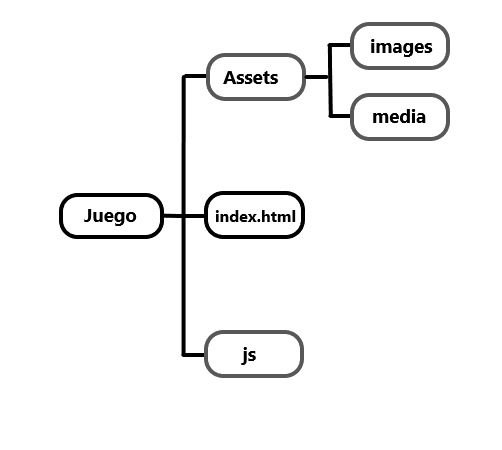 images
Assets
media
Juego
index.html
js